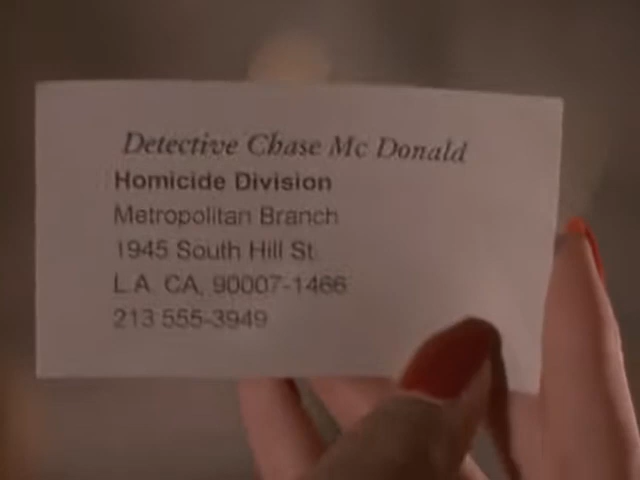 Detective Chase Mc Donald
Homicide Division
Metropolitan Branch
1945 South Hill St.
L.A. CA, 90007-1466
213 555-3949